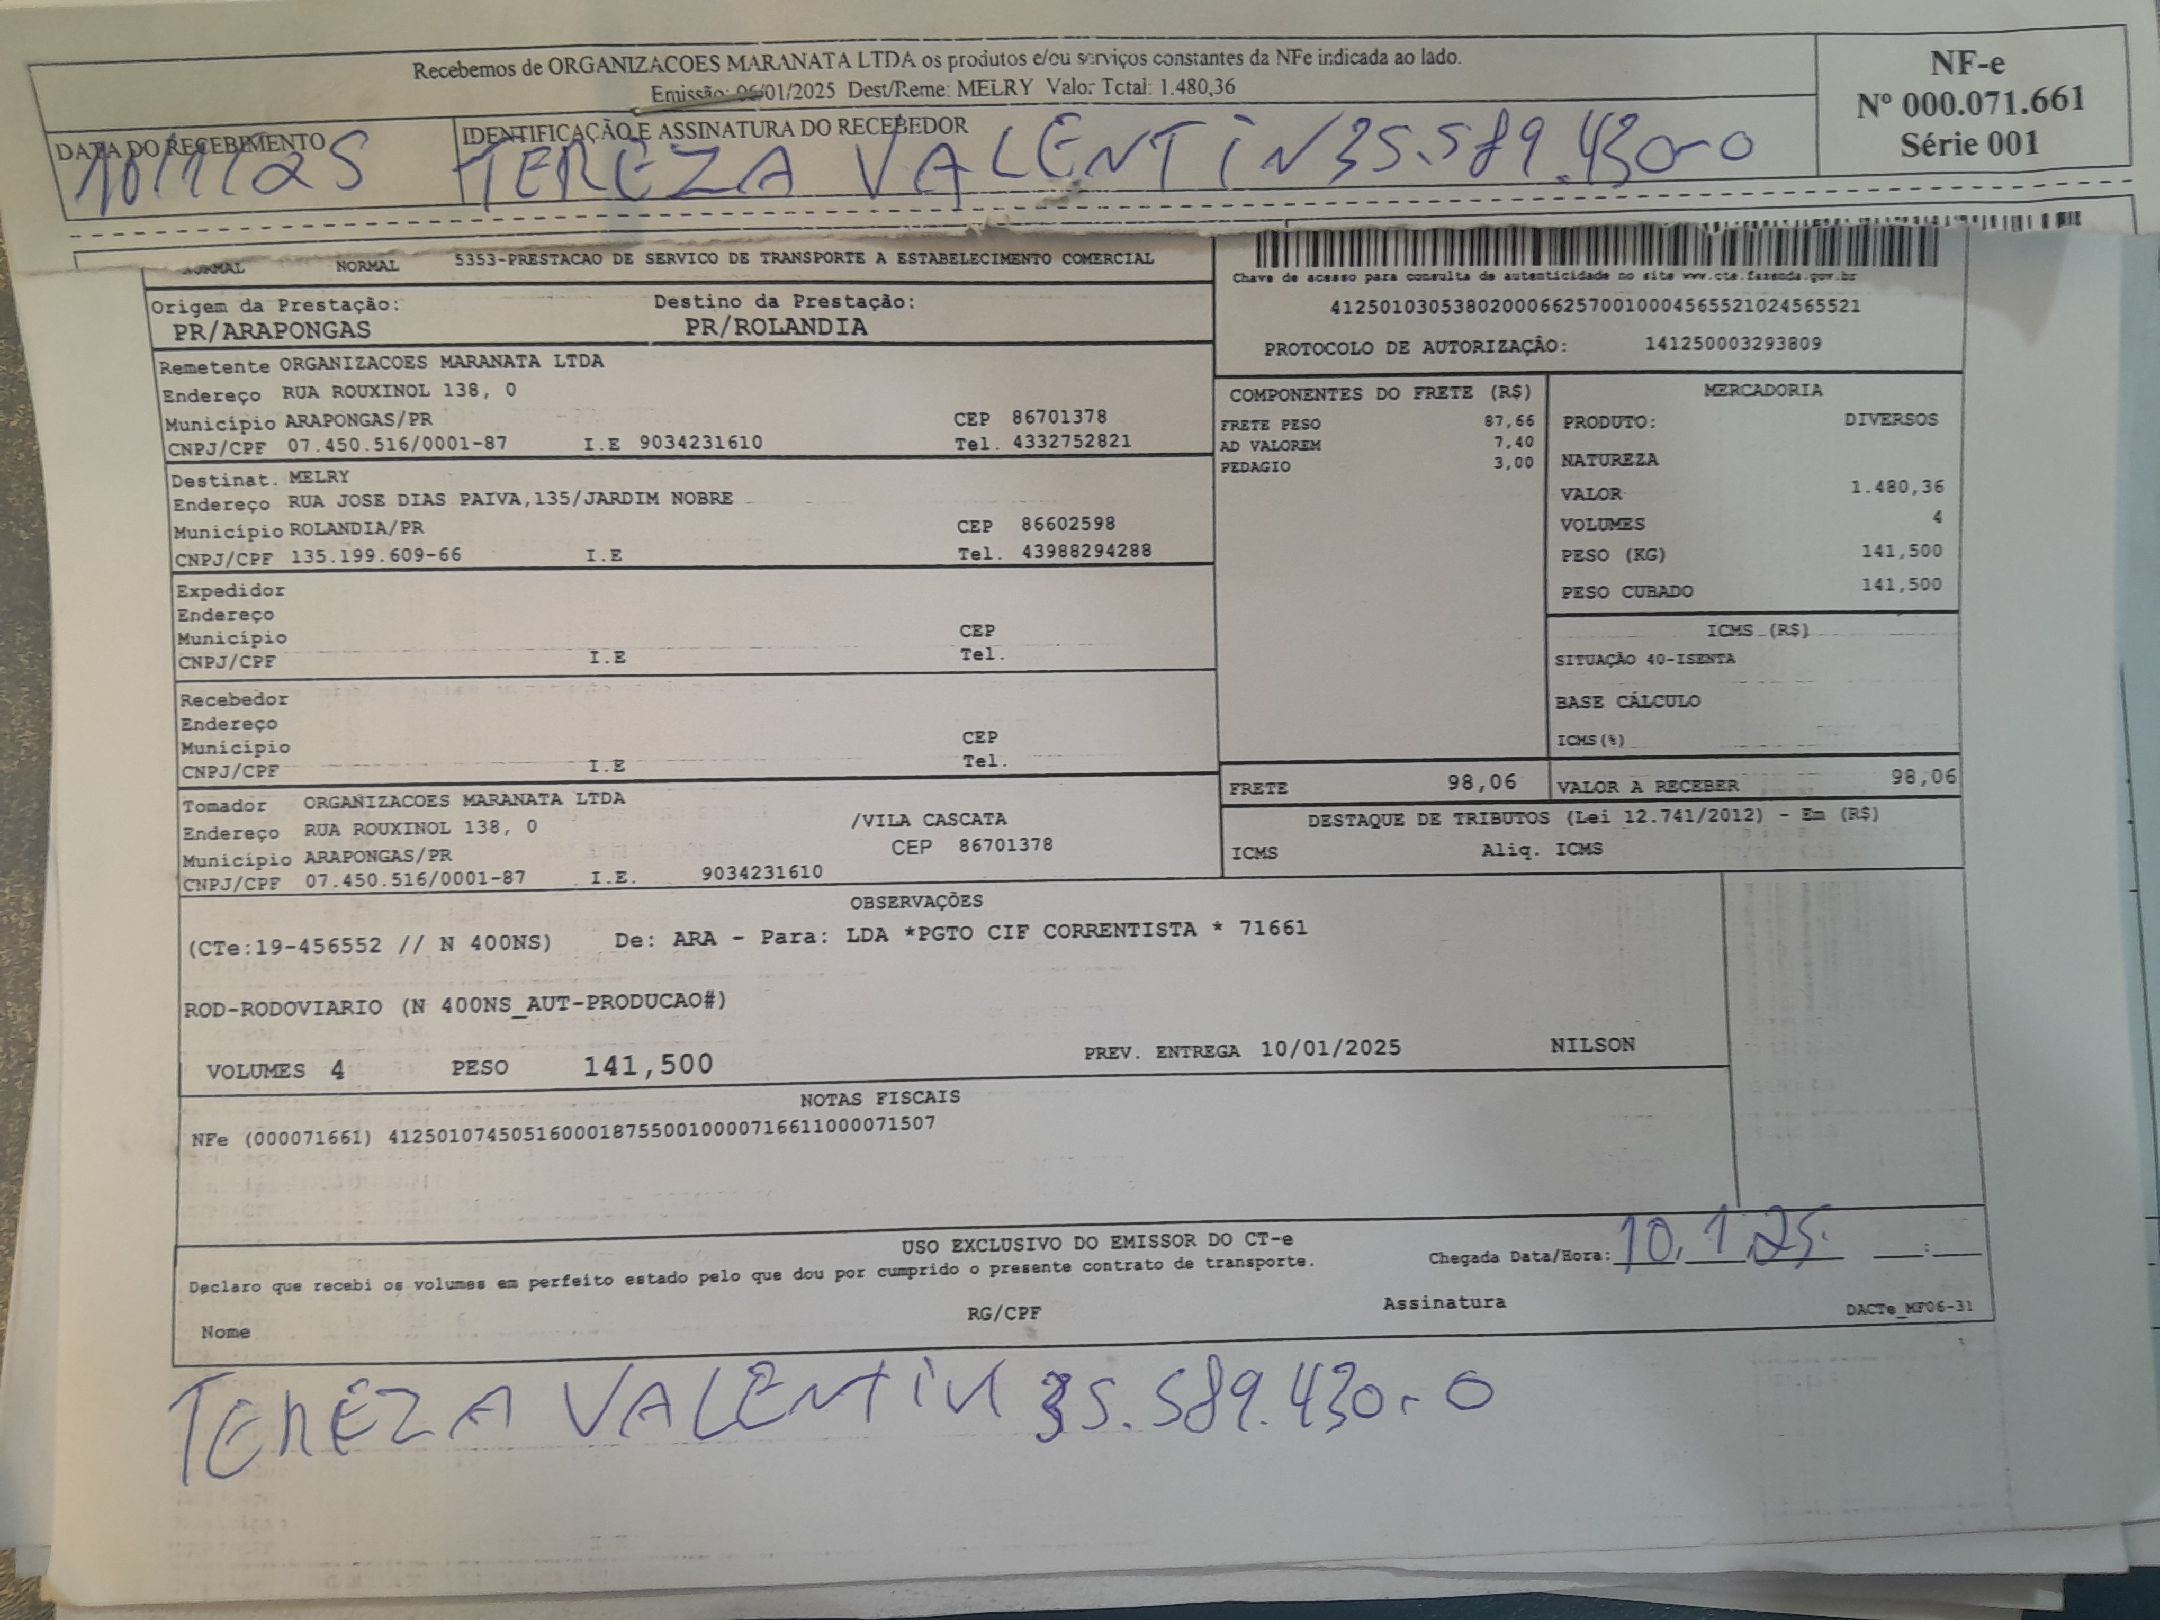 Recebemos de ORGANIZACOES MARANATA LTDA os produtos e/ou serviços constantes da NFe indicada ao lado.
Emissão: 06/01/2025 Dest/Reme: MELRY Valor Total: 1.480,36
NF-e
Nº 000.071.661
Série 001
DATA DO RECEBIMENTO
IDENTIFICAÇÃO E ASSINATURA DO RECEBEDOR
10/1/25 TEREZA VALENTIN 35.589.430-0
NORMAL NORMAL 5353-PRESTACAO DE SERVICO DE TRANSPORTE A ESTABELECIMENTO COMERCIAL
Chave de acesso para consulta de autenticidade no site www.cte.fazenda.gov.br
41250103053802000662570010004565521024565521
PROTOCOLO DE AUTORIZAÇÃO: 141250003293809
Origem da Prestação: Destino da Prestação:
PR/ARAPONGAS PR/ROLANDIA
Remetente ORGANIZACOES MARANATA LTDA
Endereço RUA ROUXINOL 138, 0
Município ARAPONGAS/PR CEP 86701378
CNPJ/CPF 07.450.516/0001-87 I.E 9034231610 Tel. 4332752821
Destinat. MELRY
Endereço RUA JOSE DIAS PAIVA,135/JARDIM NOBRE
Município ROLANDIA/PR CEP 86602598
CNPJ/CPF 135.199.609-66 I.E Tel. 43988294288
Expedidor
Endereço
Município CEP
CNPJ/CPF I.E Tel.
Recebedor
Endereço
Município CEP
CNPJ/CPF I.E Tel.
Tomador ORGANIZACOES MARANATA LTDA
Endereço RUA ROUXINOL 138, 0 /VILA CASCATA
Município ARAPONGAS/PR CEP 86701378
CNPJ/CPF 07.450.516/0001-87 I.E. 9034231610
COMPONENTES DO FRETE (R$)
FRETE PESO 87,66
AD VALOREM 7,40
PEDAGIO 3,00
MERCADORIA
PRODUTO: DIVERSOS
NATUREZA
VALOR 1.480,36
VOLUMES 4
PESO (KG) 141,500
PESO CUBADO 141,500
ICMS (R$)
SITUAÇÃO 40-ISENTA
BASE CÁLCULO
ICMS(%)
FRETE 98,06 VALOR A RECEBER 98,06
DESTAQUE DE TRIBUTOS (Lei 12.741/2012) - Em (R$)
ICMS Aliq. ICMS
OBSERVAÇÕES
(CTe:19-456552 // N 400NS) De: ARA - Para: LDA *PGTO CIF CORRENTISTA * 71661
ROD-RODOVIARIO (N 400NS_AUT-PRODUCAO#)
VOLUMES 4 PESO 141,500 PREV. ENTREGA 10/01/2025 NILSON
NOTAS FISCAIS
NFe (000071661) 41250107450516000187550010000716611000071507
USO EXCLUSIVO DO EMISSOR DO CT-e
Declaro que recebi os volumes em perfeito estado pelo que dou por cumprido o presente contrato de transporte.
Chegada Data/Hora: 10.1.25. ___:___
Nome RG/CPF Assinatura DACTe_MF06-31
TEREZA VALENTIN 35.589.430-0